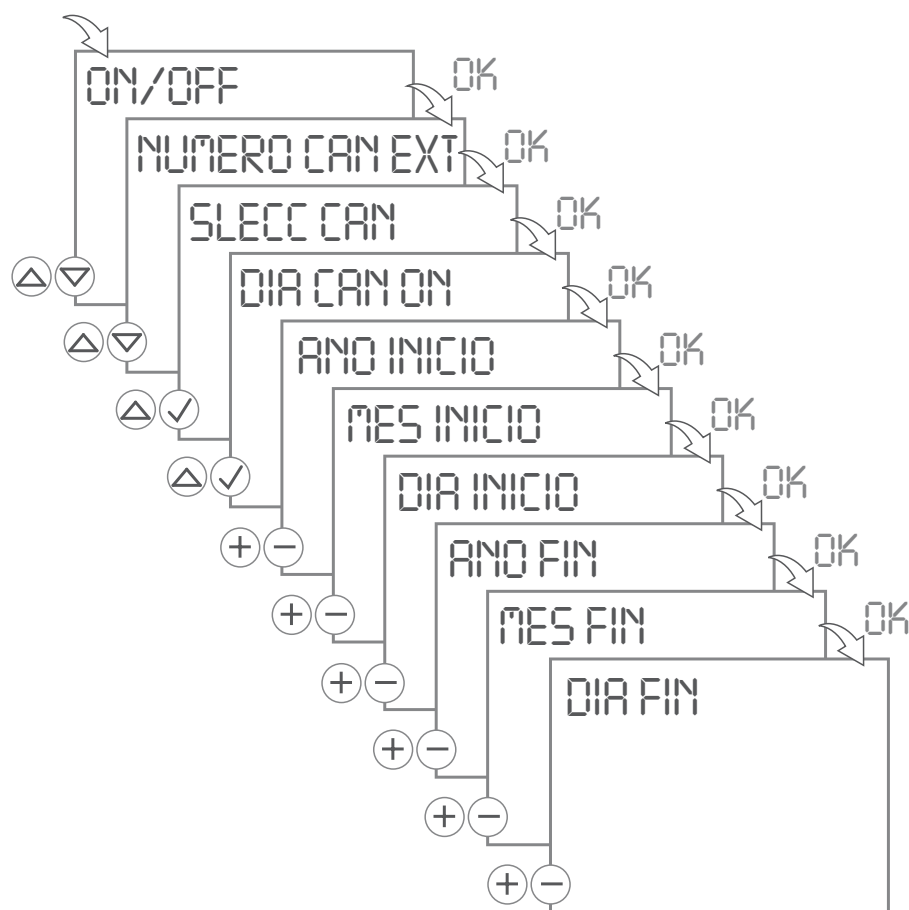 ON/OFF
OK
NUMERO CAN EXT
OK
SLECC CAN
OK
DIA CAN ON
OK
ANO INICIO
OK
MES INICIO
OK
DIA INICIO
OK
ANO FIN
OK
MES FIN
OK
DIA FIN